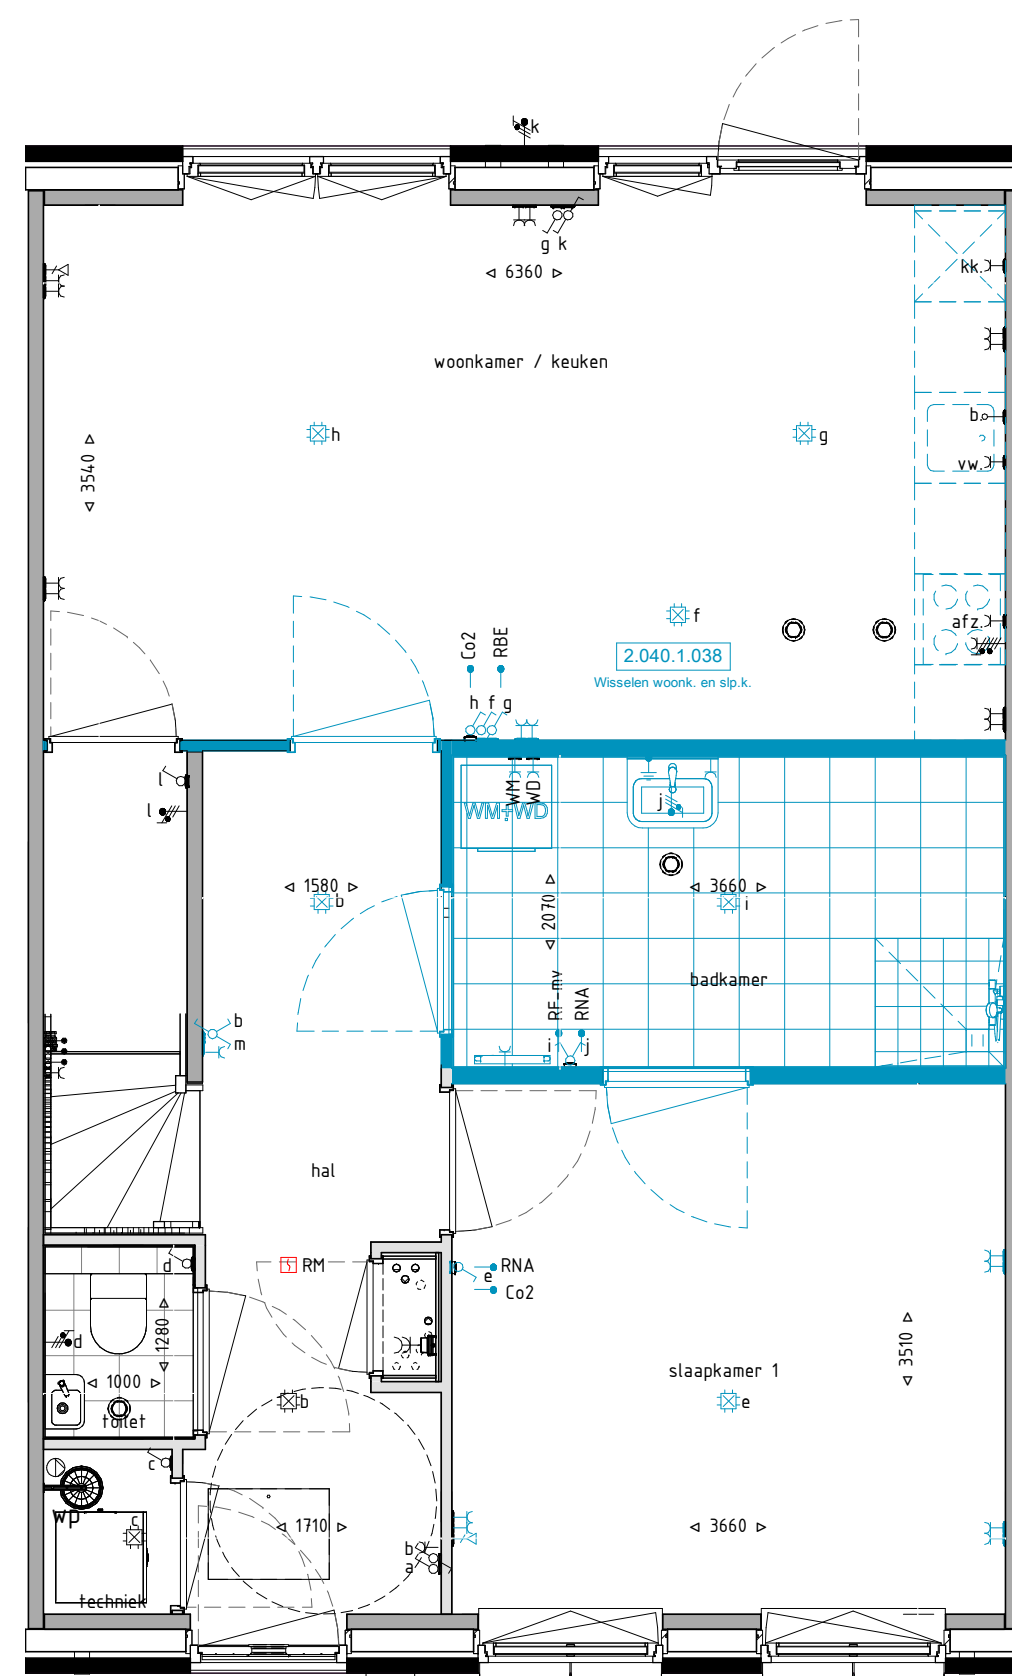 k
g k
6360
kk.
woonkamer / keuken
h
g
b.
vw.
3540
f
afz.
Co2
RBE
2.040.1.038
Wisselen woonk. en slp.k.
h f g
l
l
WM
WD
WM+WD
j
1580
b
2070
3660
i
badkamer
RF-mv
RNA
b
m
i
j
hal
d
RM
RNA
e
Co2
d
1280
3510
1000
slaapkamer 1
b
e
toilet
c
wp
c
1710
3660
b
a
techniek